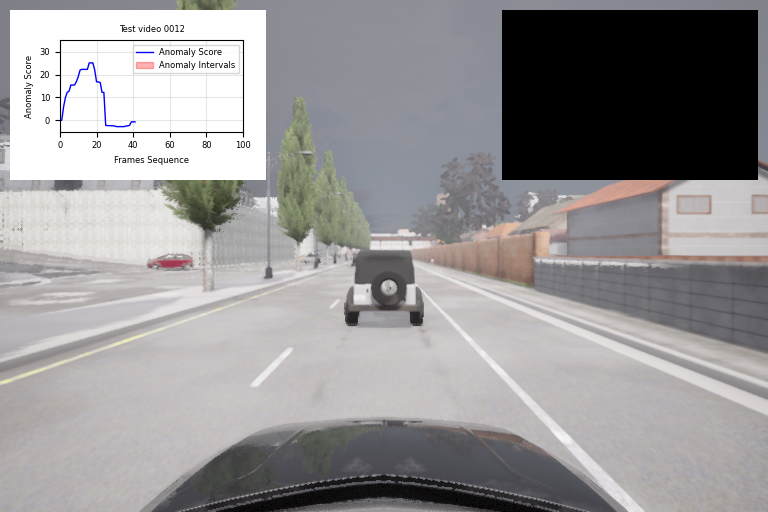 Test video 0012
Anomaly Score
Anomaly Intervals
Anomaly Score
30
20
10
0
0 20 40 60 80 100
Frames Sequence